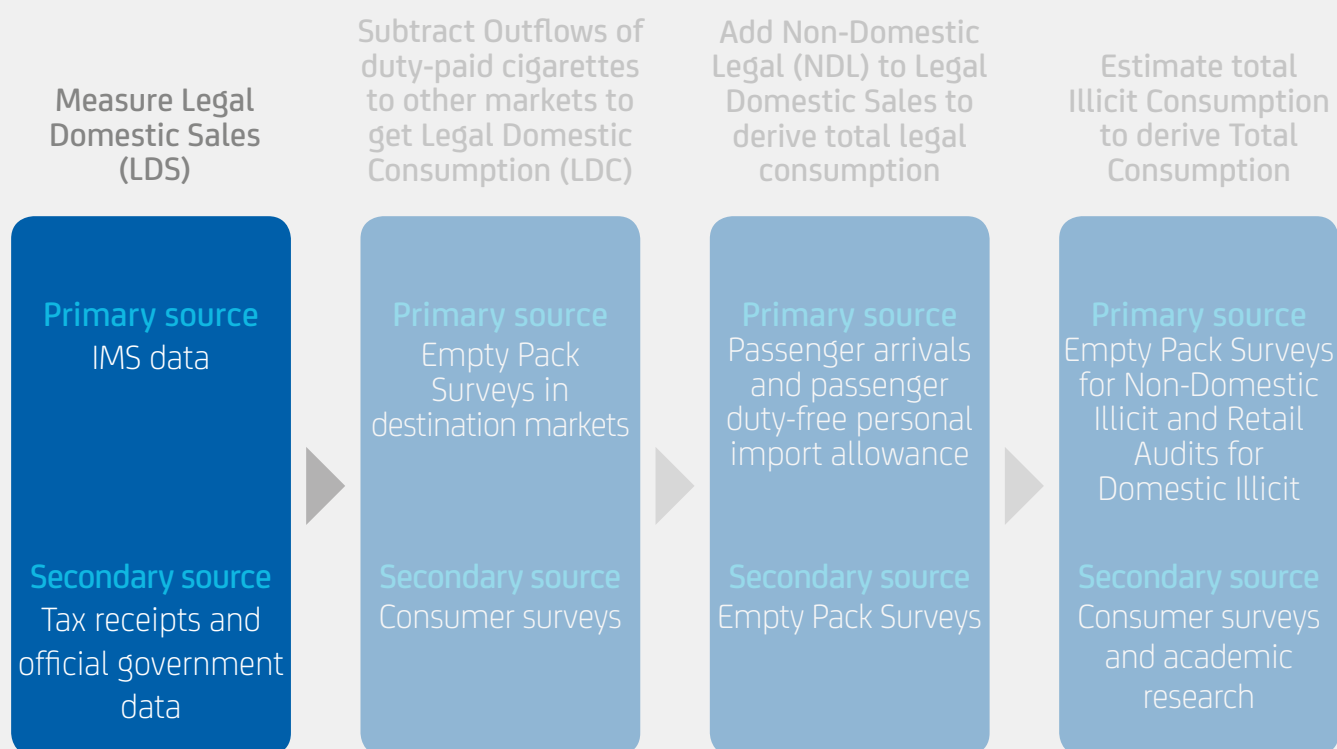 Measure Legal
Domestic Sales
(LDS)
Primary source
IMS data
Secondary source
Tax receipts and
official government
data
Subtract Outflows of
duty-paid cigarettes
to other markets to
get Legal Domestic
Consumption (LDC)
Primary source
Empty Pack
Surveys in
destination markets
Secondary source
Consumer surveys
Add Non-Domestic
Legal (NDL) to Legal
Domestic Sales to
derive total legal
consumption
Primary source
Passenger arrivals
and passenger
duty-free personal
import allowance
Secondary source
Empty Pack Surveys
Estimate total
Illicit Consumption
to derive Total
Consumption
Primary source
Empty Pack Surveys
for Non-Domestic
Illicit and Retail
Audits for
Domestic Illicit
Secondary source
Consumer surveys
and academic
research